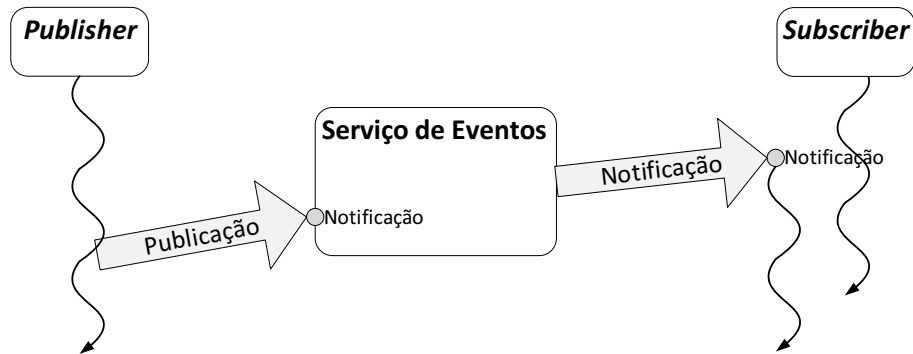 Publisher
Subscriber
Serviço de Eventos
Notificação
Notificação
Notificação
Publicação